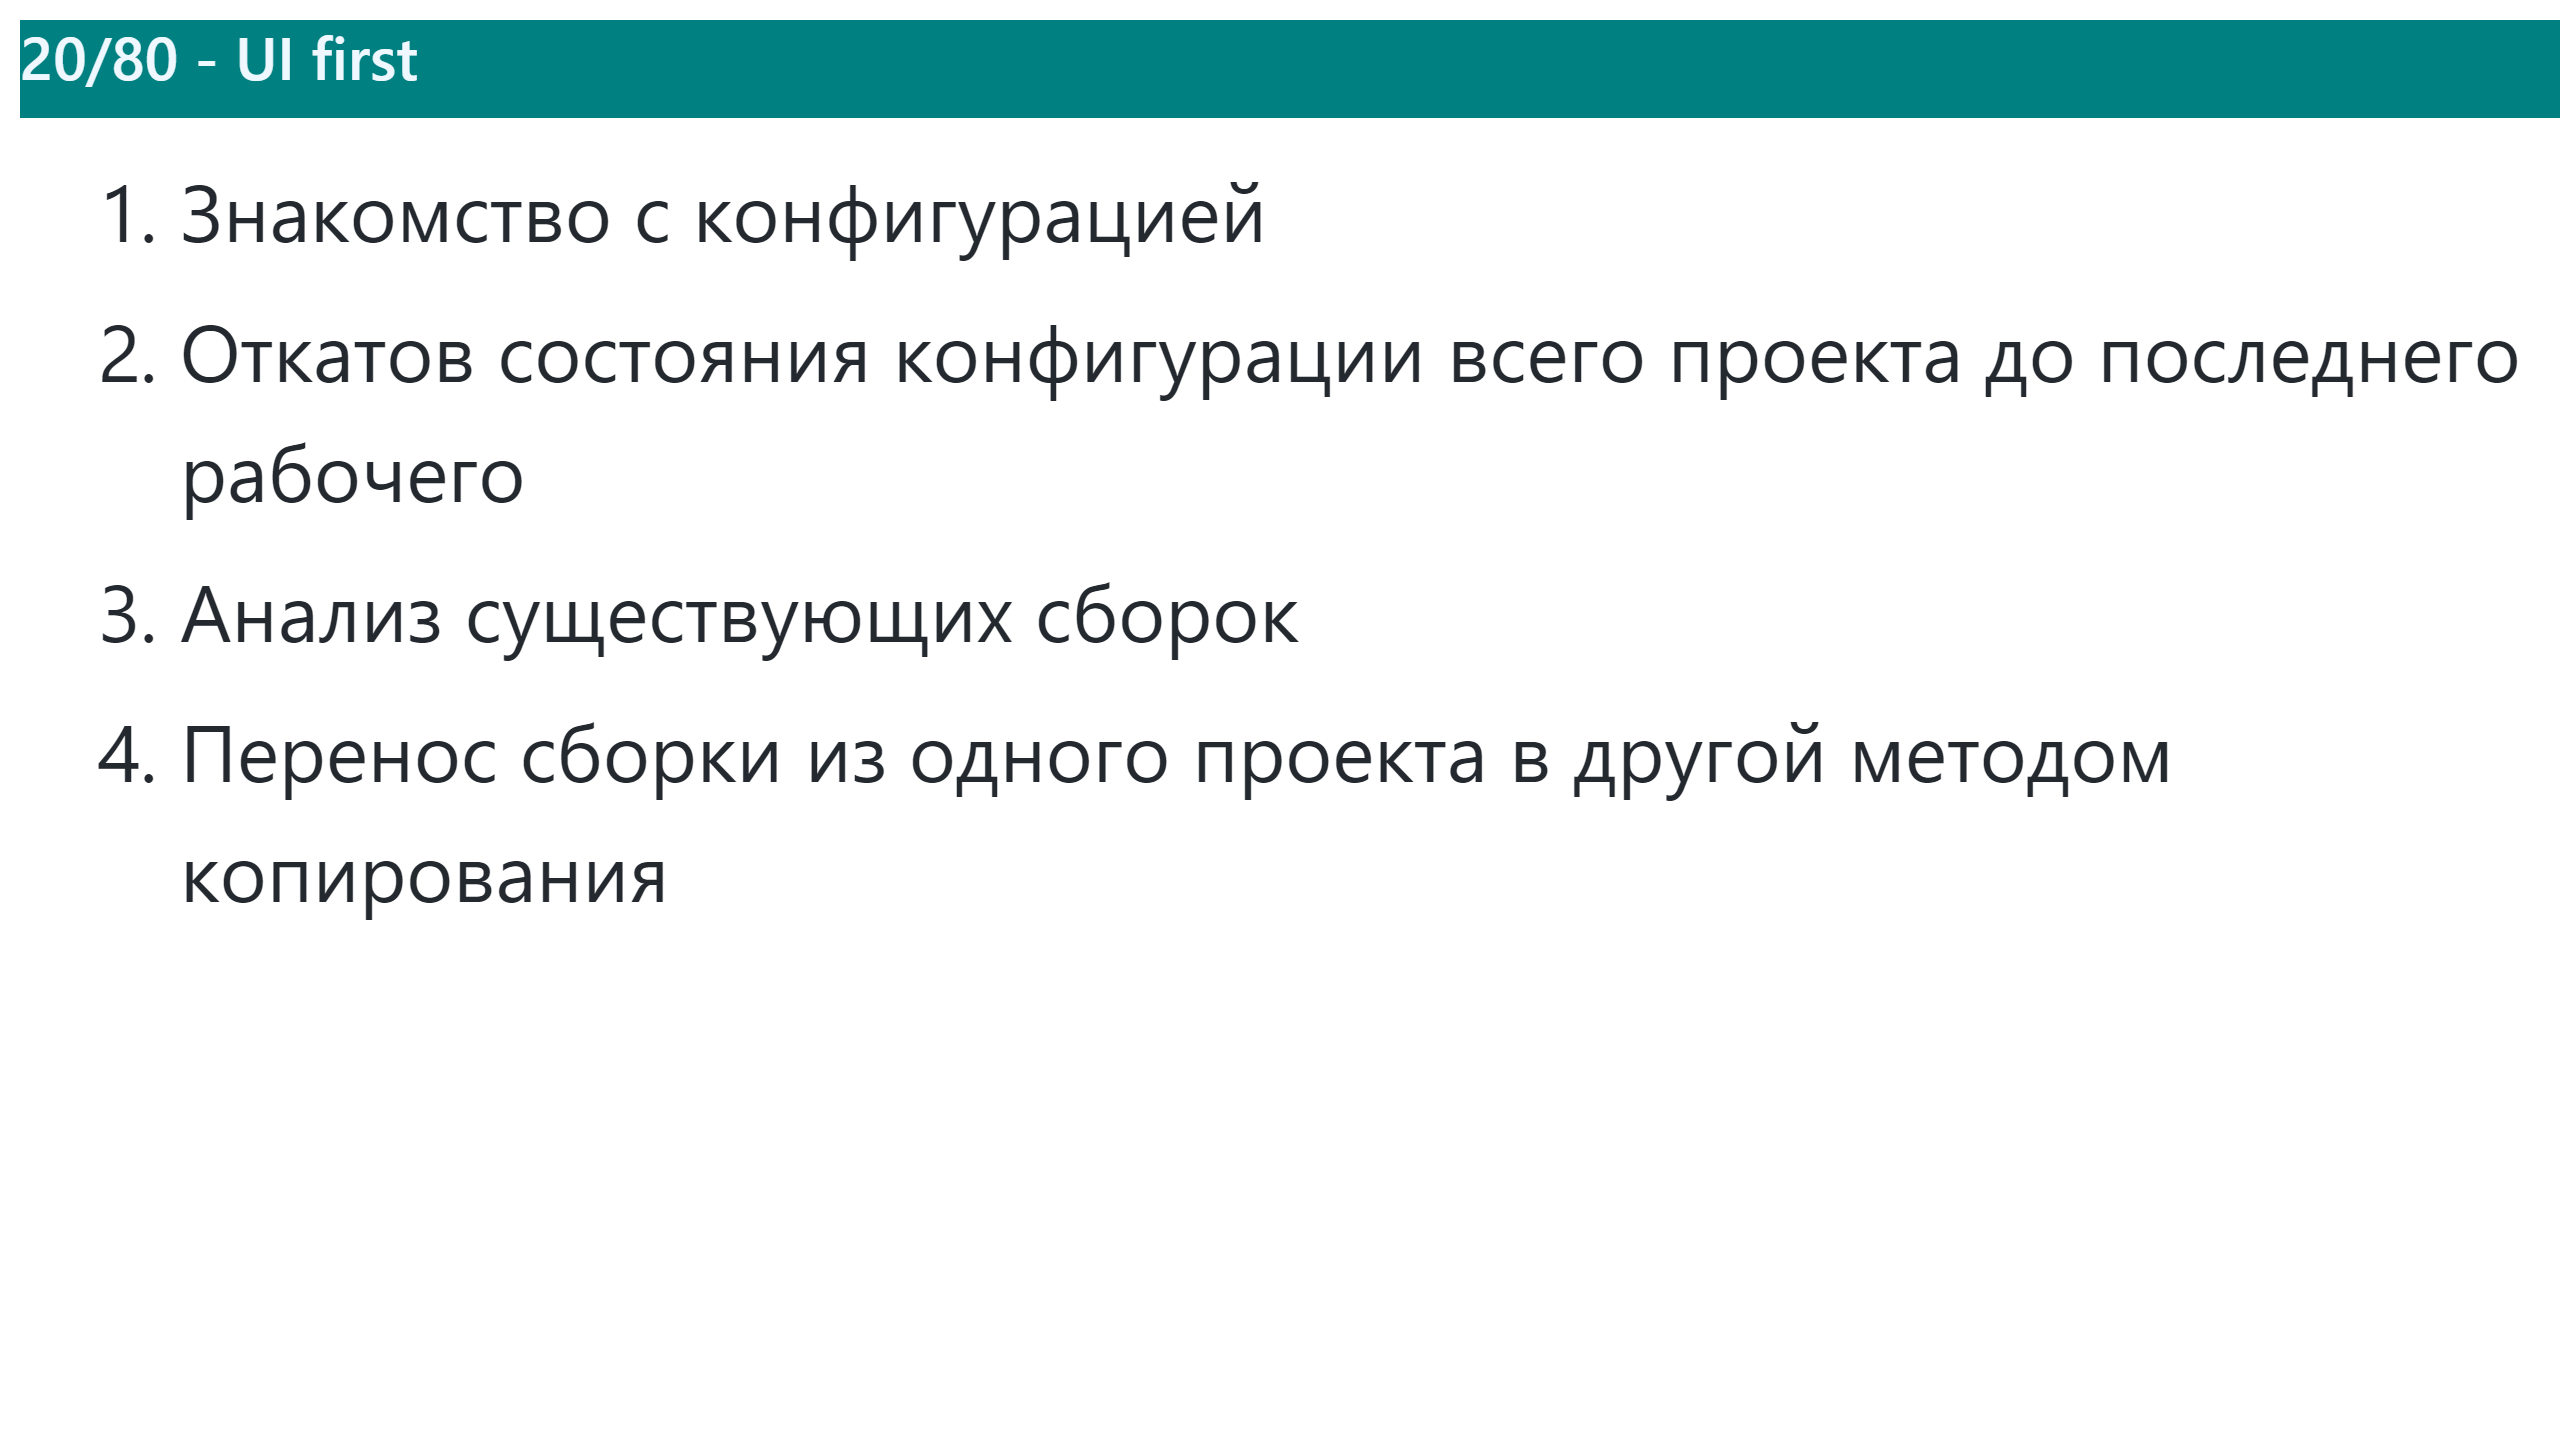 20/80 - UI first
1. Знакомство с конфигурацией
2. Откатов состояния конфигурации всего проекта до последнего
рабочего
3. Анализ существующих сборок
4. Перенос сборки из одного проекта в другой методом
копирования